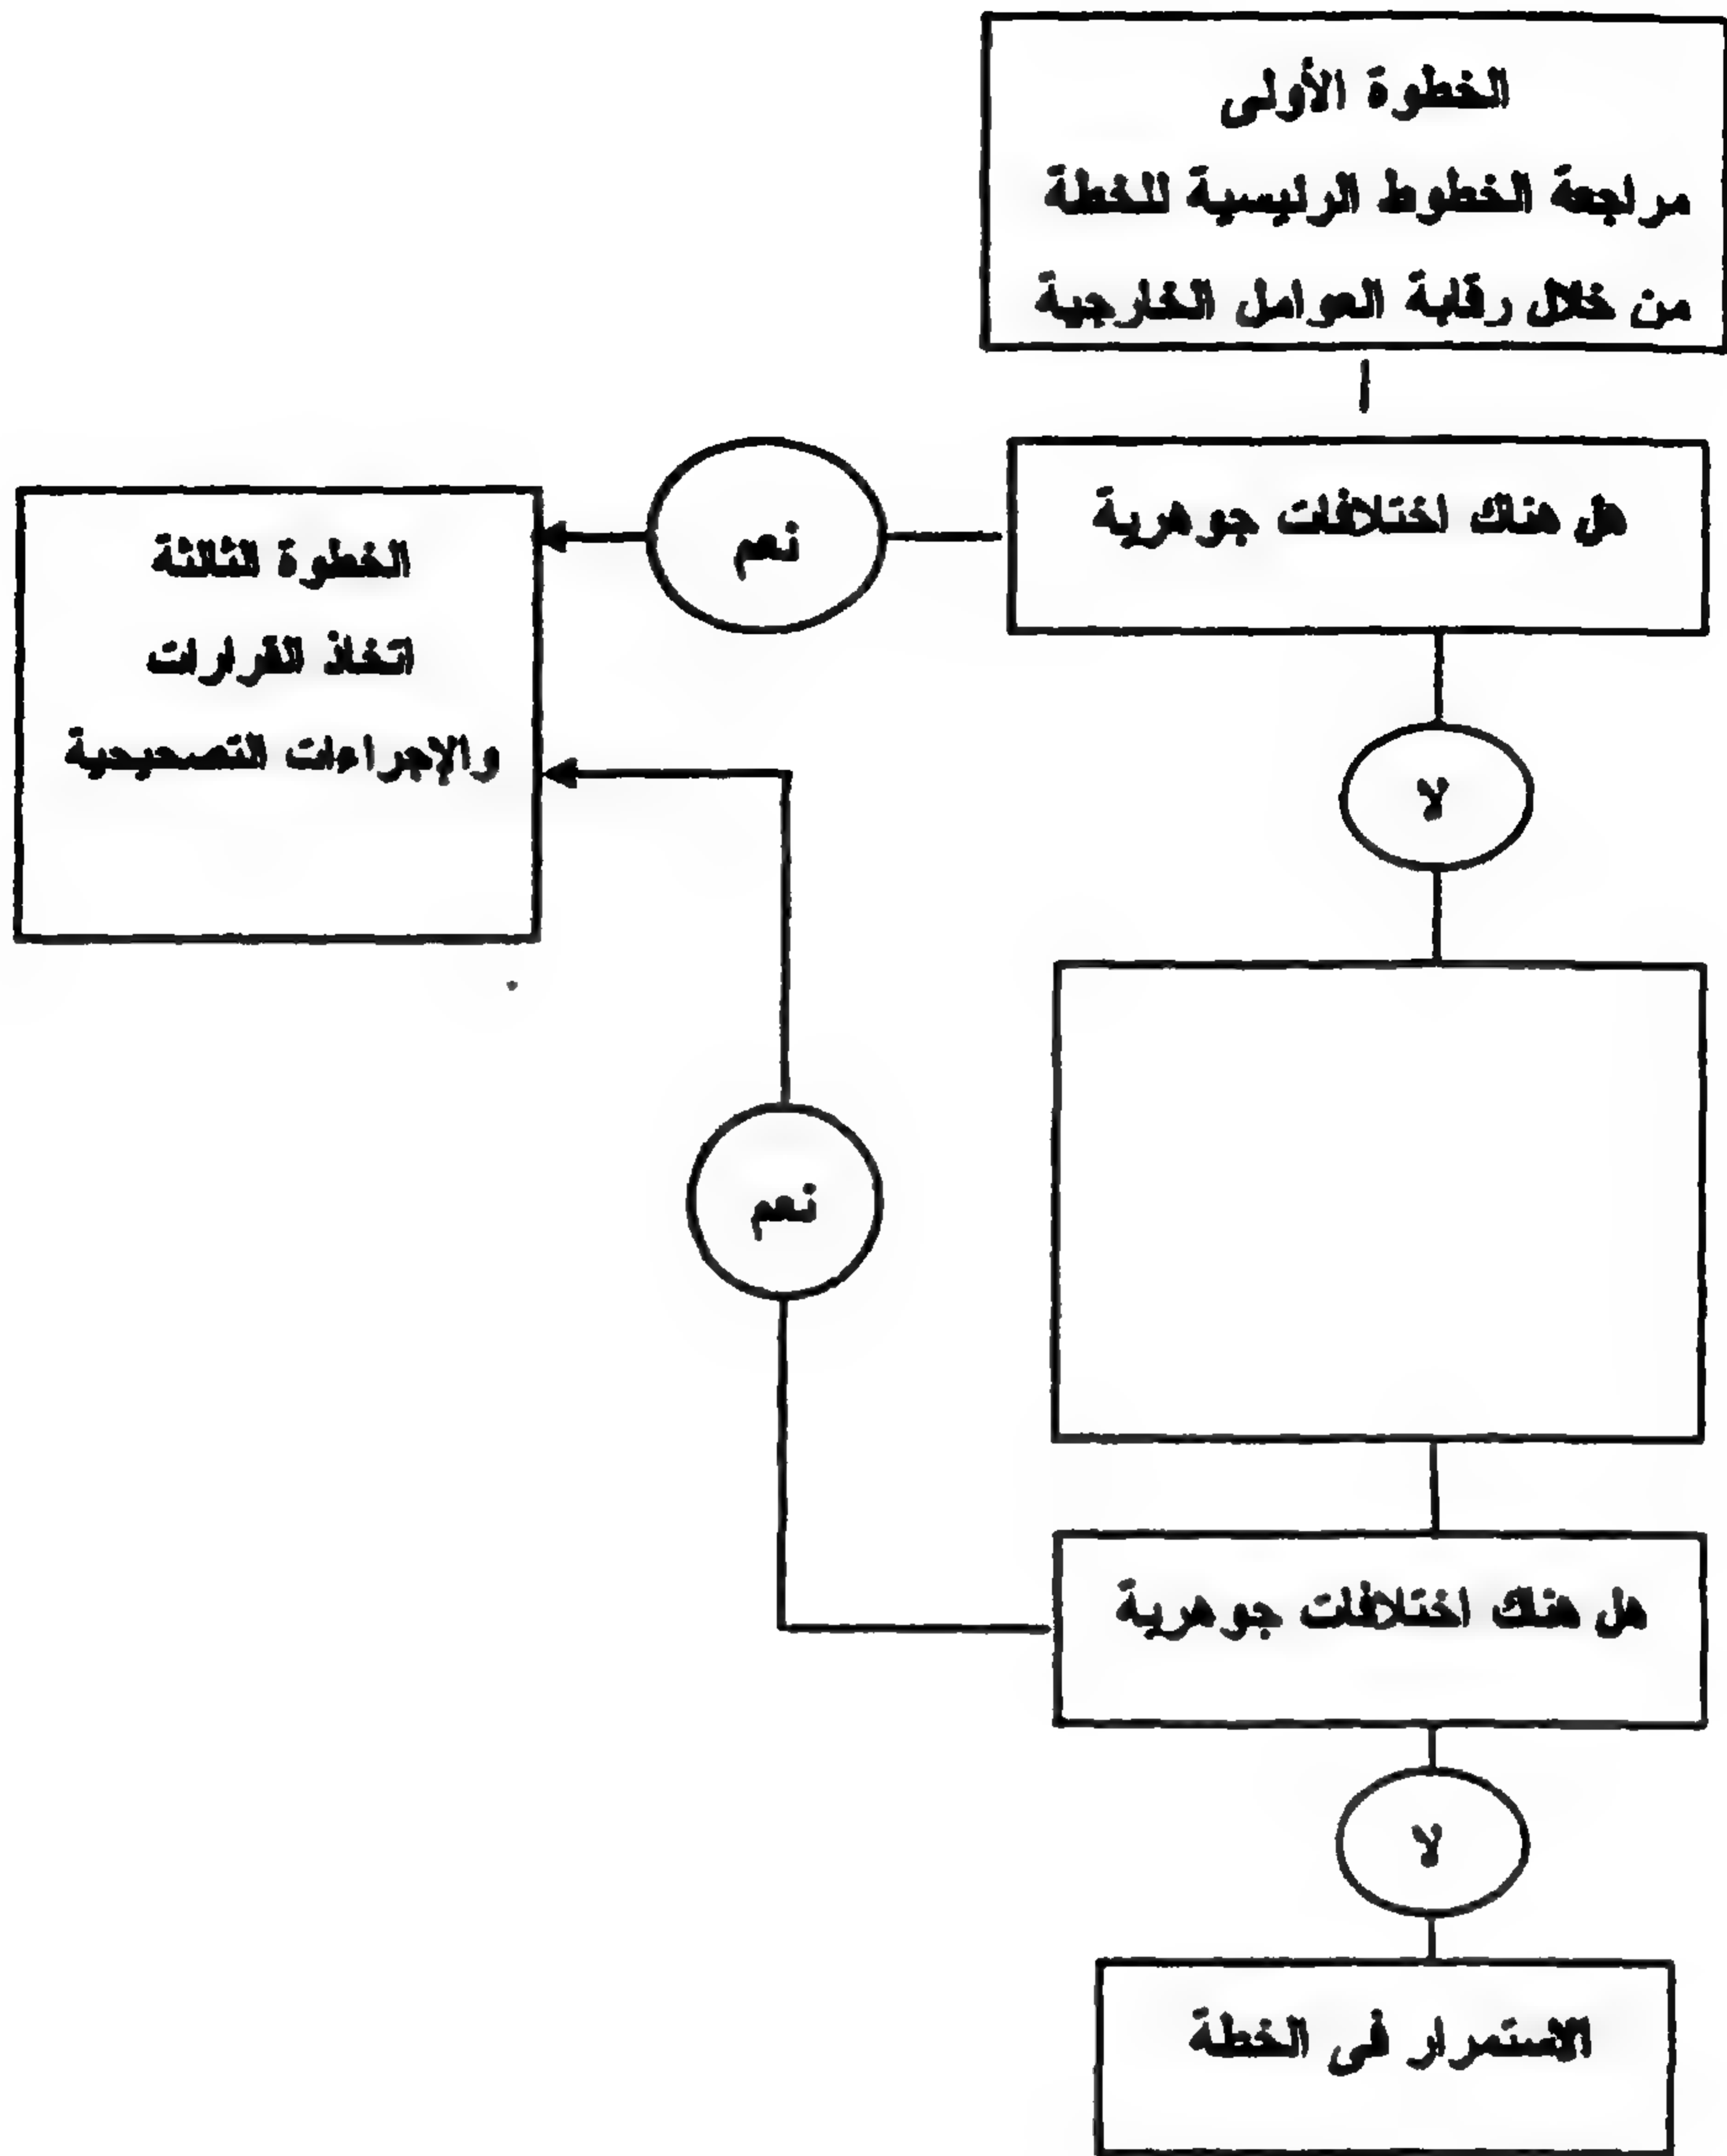 الخطوة الأولى
مراجعة الخطوط الرئيسية للخطة
من خلال رقابة العوامل الخارجية
هل هناك اختلافات جوهرية
نعم
الخطوة الثالثة
اتخاذ القرارات
والإجراءات التصحيحية
لا
نعم
هل هناك اختلافات جوهرية
لا
الاستمرار فى الخطة